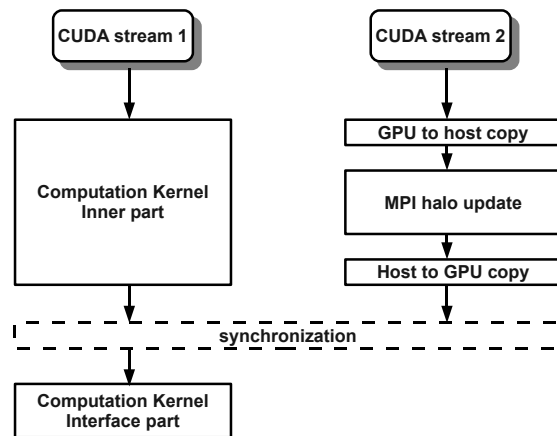 CUDA stream 1
CUDA stream 2
GPU to host copy
Computation Kernel
Inner part
MPI halo update
Host to GPU copy
synchronization
Computation Kernel
Interface part